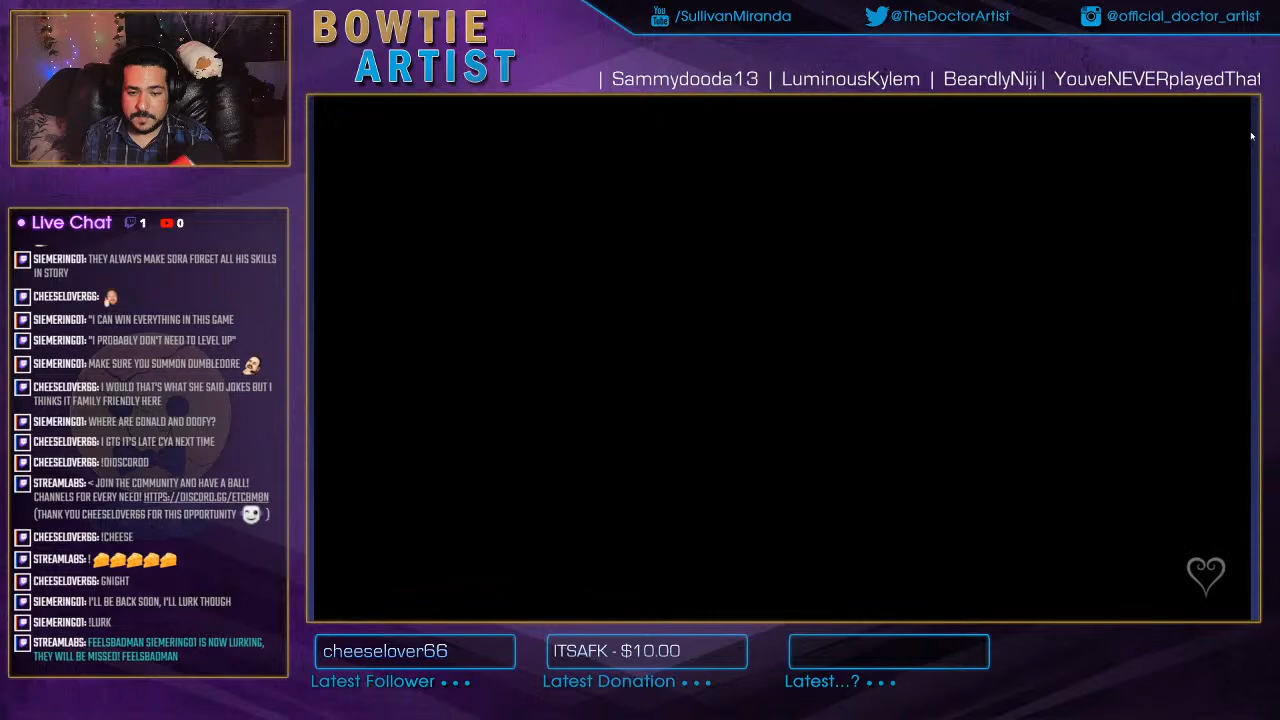 BOWTIE
ARTIST
/SullivanMiranda
@TheDoctorArtist
@official_doctor_artist
| Sammydooda13 | LuminousKylem | BeardlyNiji| YouveNEVERplayedThat
Live Chat 1 0
SIEMERING01: THEY ALWAYS MAKE SORA FORGET ALL HIS SKILLS
IN STORY
CHEESELOVER66:
SIEMERING01: "I CAN WIN EVERYTHING IN THIS GAME
SIEMERING01: "I PROBABLY DON'T NEED TO LEVEL UP"
SIEMERING01: MAKE SURE YOU SUMMON DUMBLEDORE
CHEESELOVER66: I WOULD THAT'S WHAT SHE SAID JOKES BUT I
THINKS IT FAMILY FRIENDLY HERE
SIEMERING01: WHERE ARE GONALD AND DOOFY?
CHEESELOVER66: I GTG IT'S LATE CYA NEXT TIME
CHEESELOVER66: !DIOSCORDD
STREAMLABS: < JOIN THE COMMUNITY AND HAVE A BALL!
CHANNELS FOR EVERY NEED! HTTPS://DISCORD.GG/ETCBMBN
(THANK YOU CHEESELOVER66 FOR THIS OPPORTUNITY )
CHEESELOVER66: !CHEESE
STREAMLABS: !
CHEESELOVER66: GNIGHT
SIEMERING01: I'LL BE BACK SOON, I'LL LURK THOUGH
SIEMERING01: !LURK
STREAMLABS: FEELSBADMAN SIEMERING01 IS NOW LURKING,
THEY WILL BE MISSED! FEELSBADMAN
cheeselover66
Latest Follower
ITSAFK - $10.00
Latest Donation
Latest...?